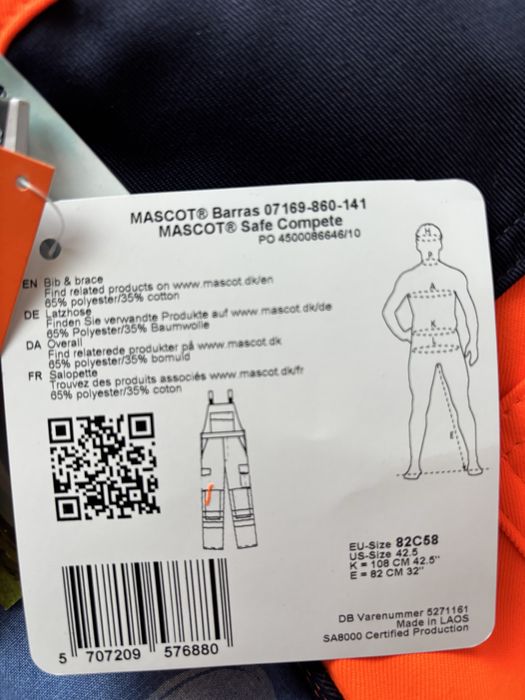 MASCOT® Barras 07169-860-141
MASCOT® Safe Compete
PO 4500086646/10
EN Bib & brace
Find related products on www.mascot.dk/en
65% polyester/35% cotton
DE Latzhose
Finden Sie verwandte Produkte auf www.mascot.dk/de
65% Polyester/35% Baumwolle
DA Overall
Find relaterede produkter på www.mascot.dk
65% polyester/35% bomuld
FR Salopette
Trouvez des produits associés www.mascot.dk/fr
65% polyester/35% coton
H
P
A
K
E
EU-Size 82C58
US-Size 42.5
K = 108 CM 42.5"
E = 82 CM 32"
DB Varenummer 5271161
Made in LAOS
SA8000 Certified Production
5 707209 576880